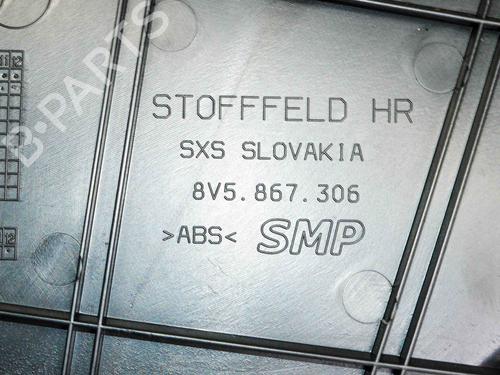 STOFFFELD HR
SXS SLOVAKIA
8V5.867.306
>ABS< SMP
B-PARTS